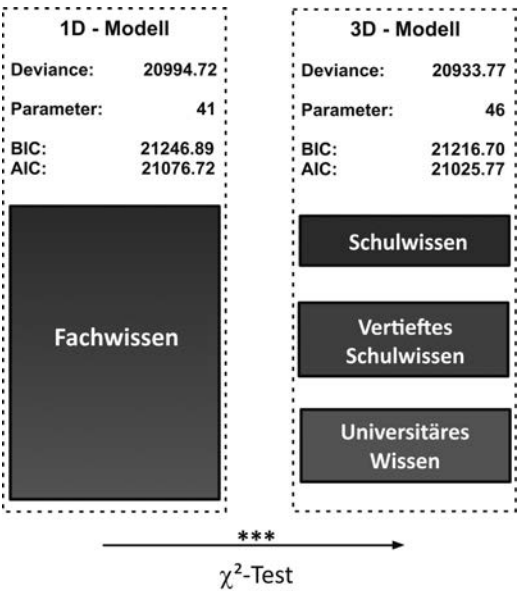 1D - Modell
Deviance: 20994.72
Parameter: 41
BIC: 21246.89
AIC: 21076.72
Fachwissen
3D - Modell
Deviance: 20933.77
Parameter: 46
BIC: 21216.70
AIC: 21025.77
Schulwissen
Vertieftes
Schulwissen
Universitäres
Wissen
***
χ²-Test